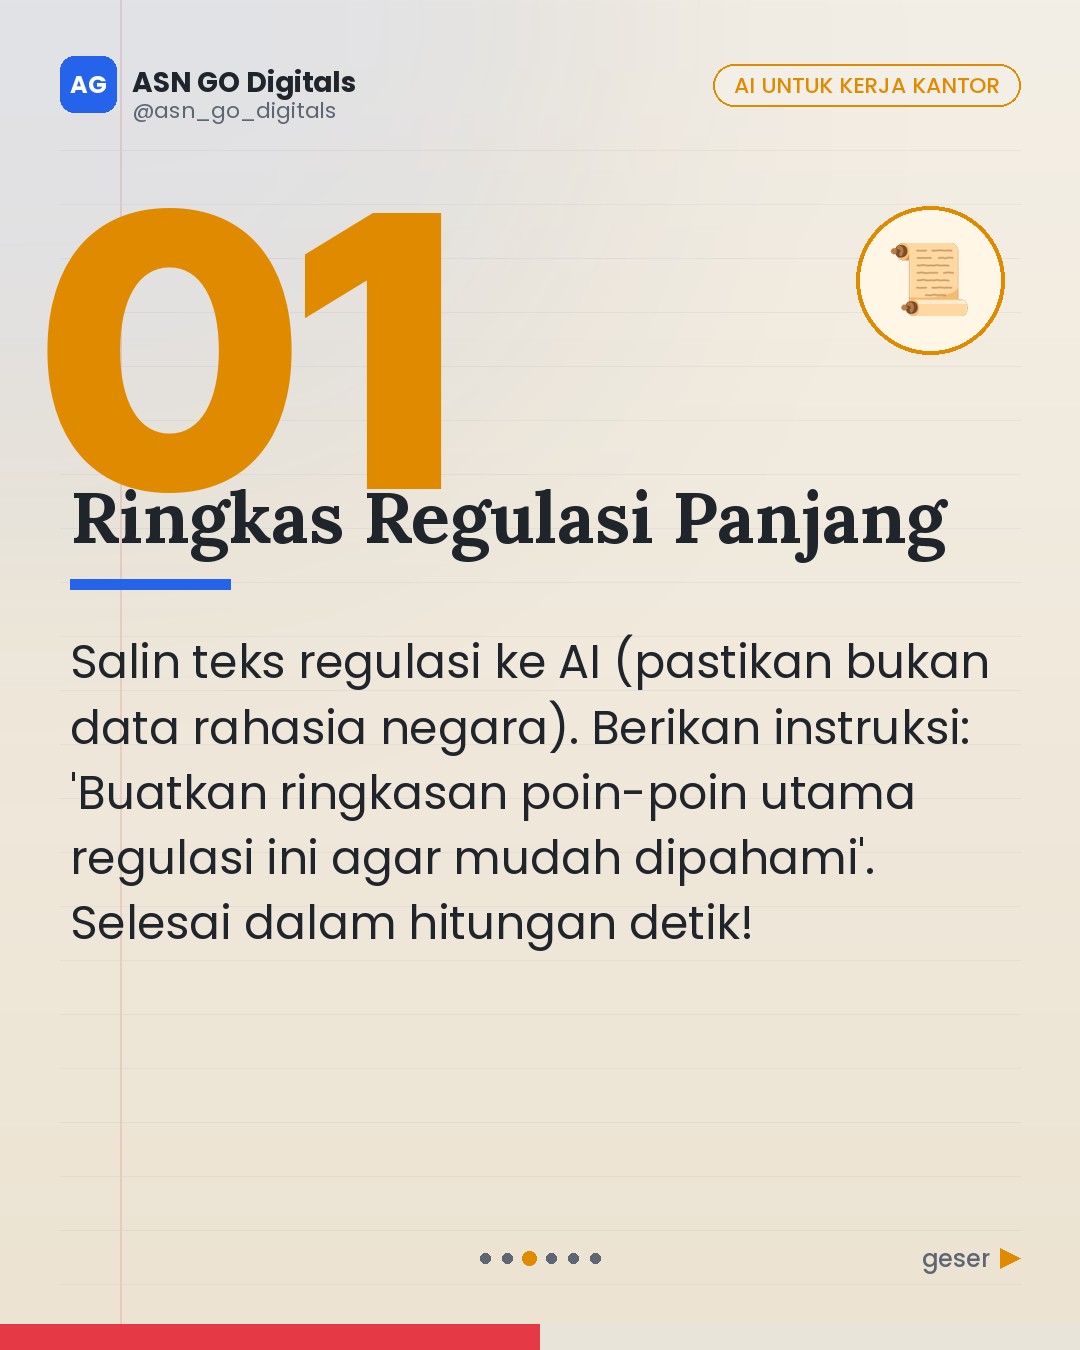 AG
ASN GO Digitals
@asn_go_digitals
AI UNTUK KERJA KANTOR
01
Ringkas Regulasi Panjang
Salin teks regulasi ke AI (pastikan bukan
data rahasia negara). Berikan instruksi:
'Buatkan ringkasan poin-poin utama
regulasi ini agar mudah dipahami'.
Selesai dalam hitungan detik!
geser